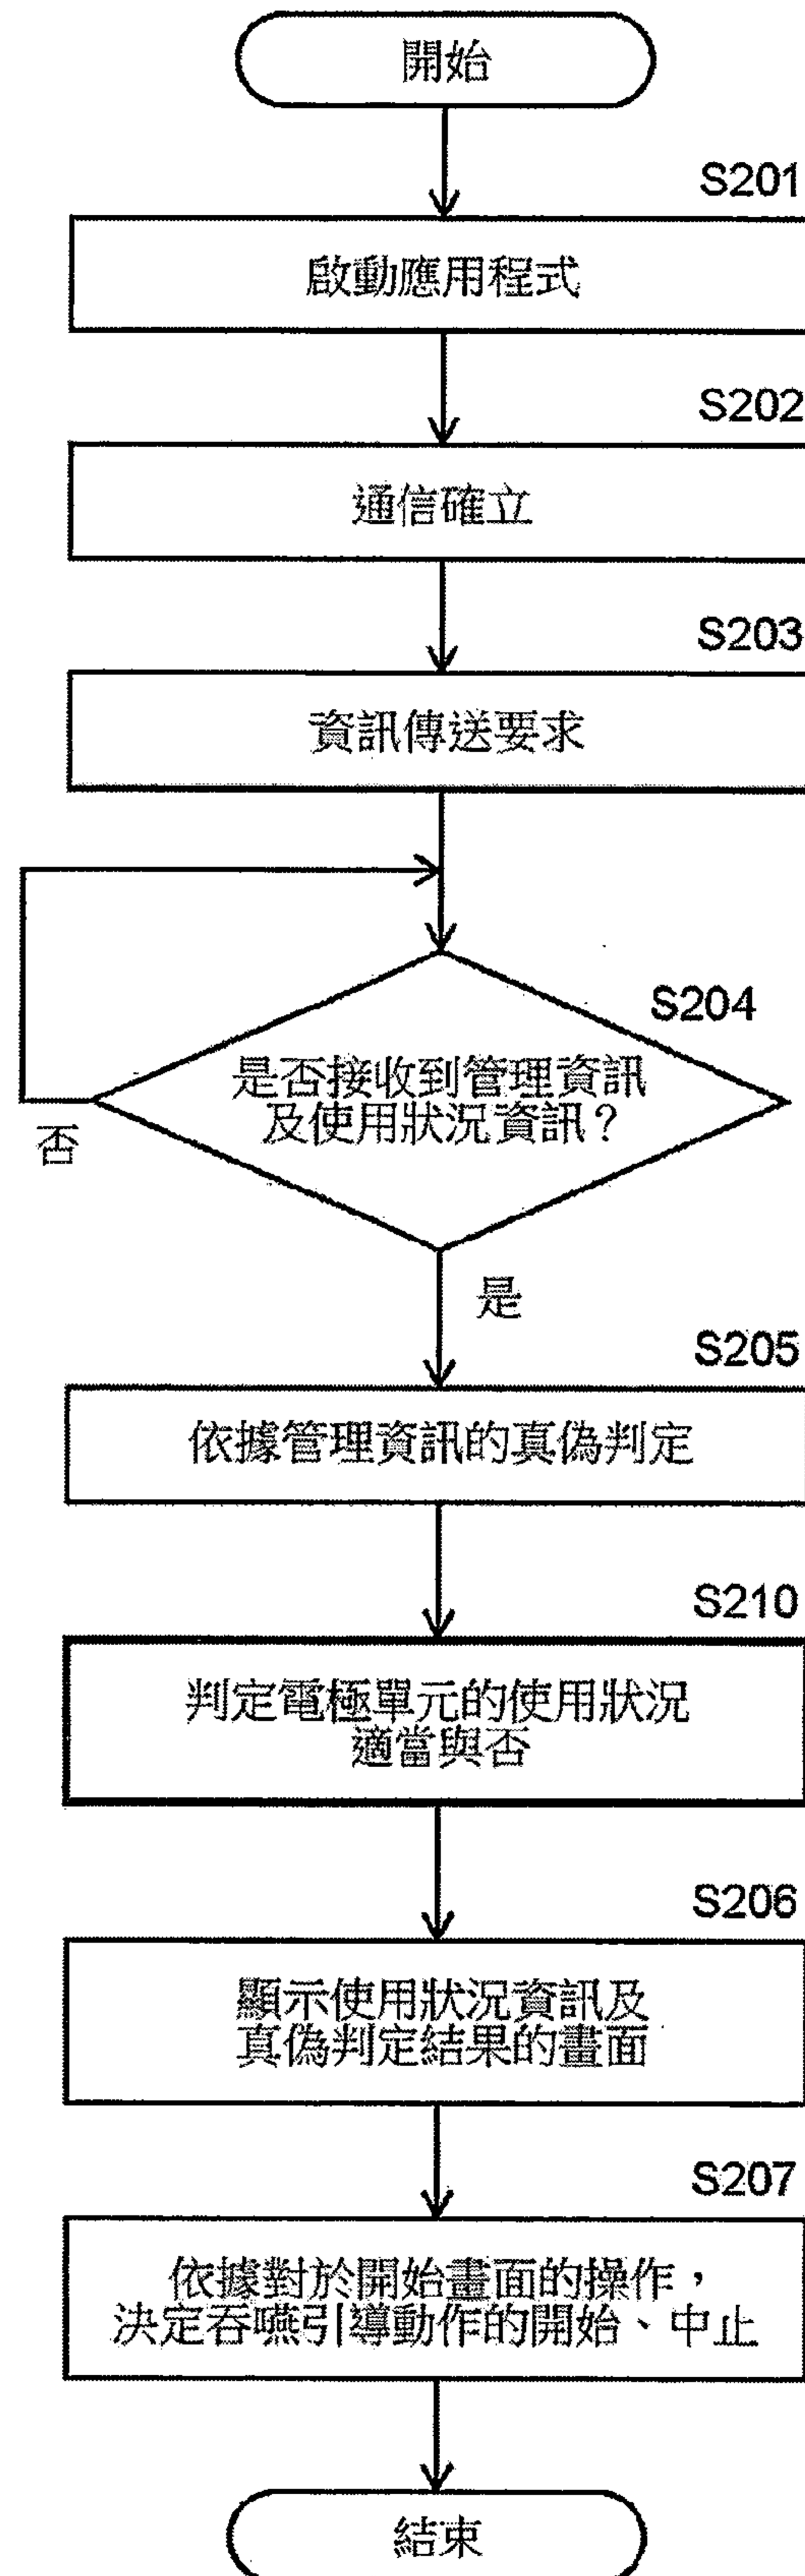 開始
S201
啟動應用程式
S202
通信確立
S203
資訊傳送要求
S204
是否接收到管理資訊
及使用狀況資訊？
否
是
S205
依據管理資訊的真偽判定
S210
判定電極單元的使用狀況
適當與否
S206
顯示使用狀況資訊及
真偽判定結果的畫面
S207
依據對於開始畫面的操作，
決定吞嚥引導動作的開始、中止
結束